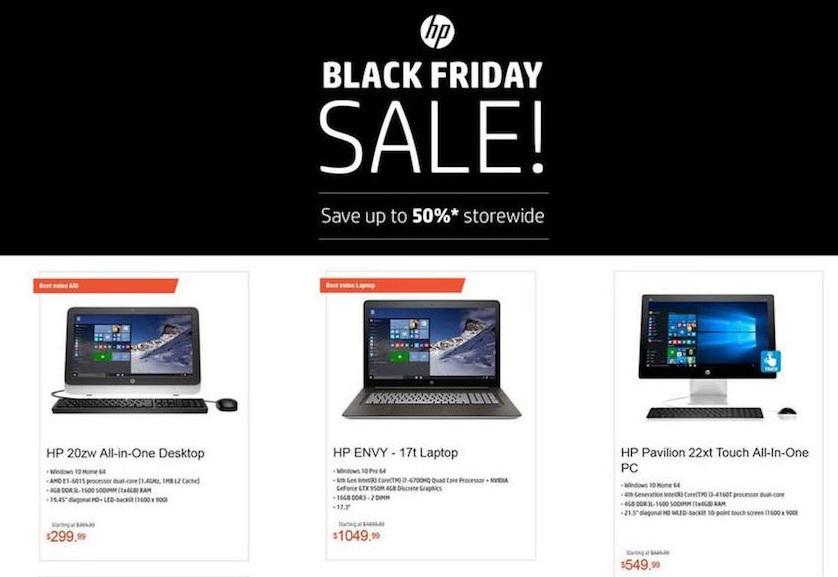 hp
BLACK FRIDAY
SALE!
Save up to 50%* storewide
Best value AiO
HP 20zw All-in-One Desktop
• Windows 10 Home 64
• AMD E1-6015 processor dual-core [1.4GHz, 1MB L2 Cache]
• 4GB DDR3L-1600 SODIMM (1x4GB) RAM
• 19.45" diagonal HD+ LED-backlit (1600 x 900)
Starting at
$299.99
Best value Laptop
HP ENVY - 17t Laptop
• Windows 10 Pro 64
• 6th Gen Intel(R) Core(TM) i7-6700HQ Quad Core Processor + NVIDIA
GeForce GTX 950M 4GB Discrete Graphics
• 16GB DDR3 - 2 DIMM
• 17.3"
Starting at
$1049.99
TOUCH
HP Pavilion 22xt Touch All-In-One
PC
• Windows 10 Home 64
• 4th Generation Intel(R) Core(TM) i3-4160T processor dual-core
• 4GB DDR3L-1600 SODIMM (1x4GB) RAM
• 21.5" diagonal HD WLED-backlit 10-point touch screen (1600 x 900)
Starting at
$549.99